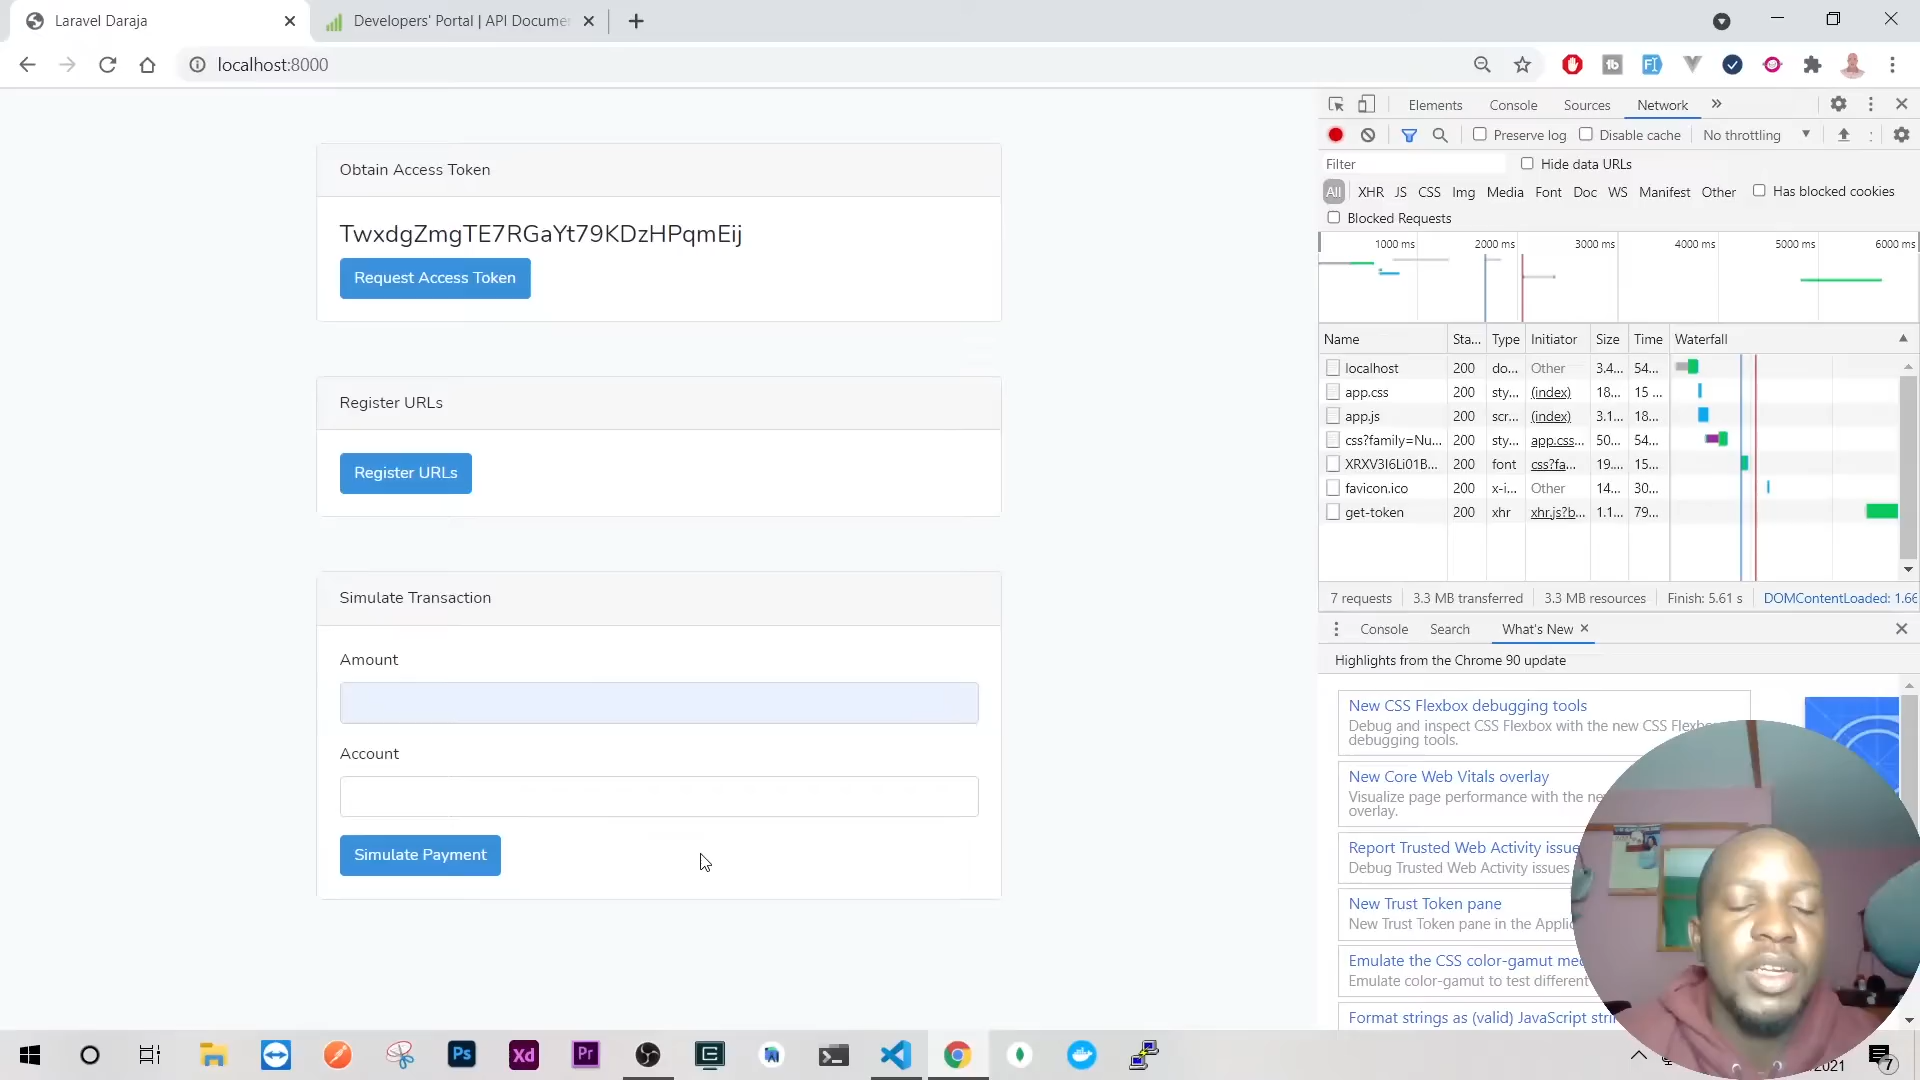 Laravel Daraja
Developers' Portal | API Documen
localhost:8000
Elements Console Sources Network
Preserve log Disable cache No throttling
Filter Hide data URLs
All XHR JS CSS Img Media Font Doc WS Manifest Other Has blocked cookies
Blocked Requests
1000 ms 2000 ms 3000 ms 4000 ms 5000 ms 6000 ms
Name Sta... Type Initiator Size Time Waterfall
localhost 200 do... Other 3.4... 54...
app.css 200 sty... (index) 18... 15 ...
app.js 200 scr... (index) 3.1... 18...
css?family=Nu... 200 sty... app.css... 50... 54...
XRXV3I6Li01B... 200 font css?fa... 19... 15...
favicon.ico 200 x-i... Other 14... 30...
get-token 200 xhr xhr.js?b... 1.1... 79...
7 requests 3.3 MB transferred 3.3 MB resources Finish: 5.61 s DOMContentLoaded: 1.66
Console Search What's New
Highlights from the Chrome 90 update
New CSS Flexbox debugging tools
Debug and inspect CSS Flexbox with the new CSS Flexbo
debugging tools.
New Core Web Vitals overlay
Visualize page performance with the ne
overlay.
Report Trusted Web Activity issue
Debug Trusted Web Activity issues
New Trust Token pane
New Trust Token pane in the Applic
Emulate the CSS color-gamut me
Emulate color-gamut to test different
Format strings as (valid) JavaScript stri
Obtain Access Token
TwxdgZmgTE7RGaYt79KDzHPqmEij
Request Access Token
Register URLs
Register URLs
Simulate Transaction
Amount
Account
Simulate Payment
Ps Xd Pr
2021
7